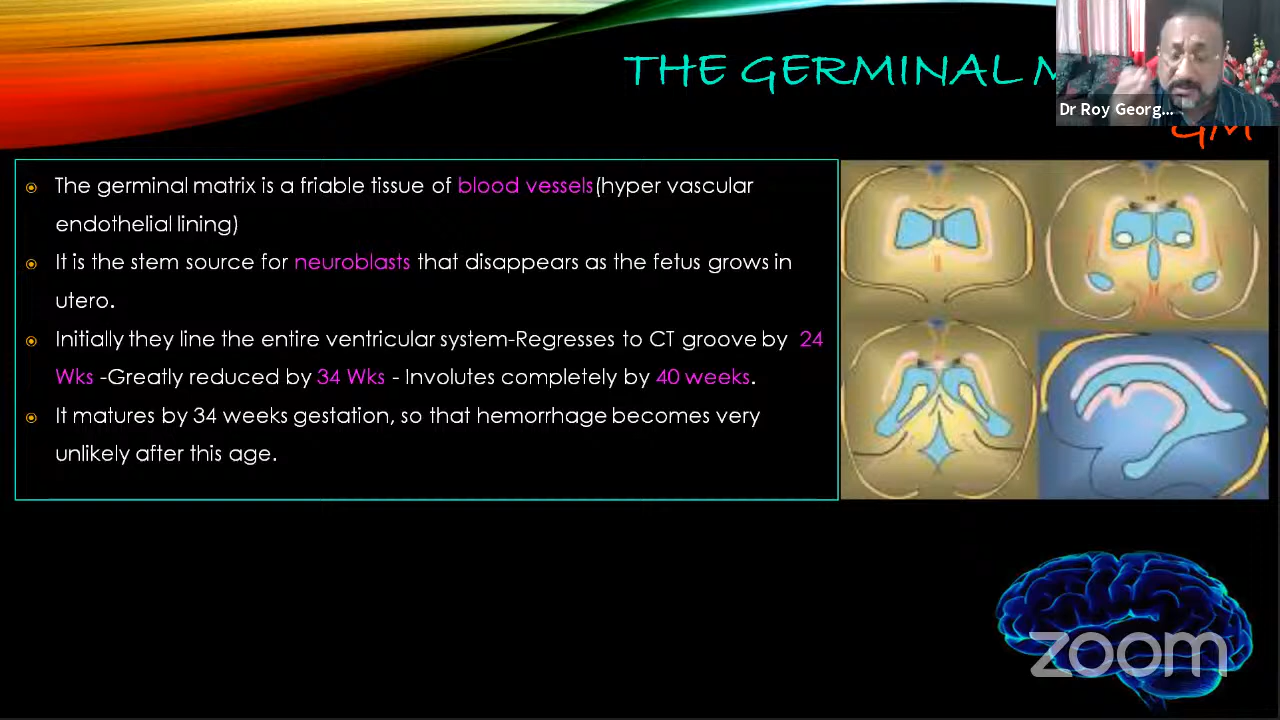 THE GERMINAL
Dr Roy Georg...
GM
The germinal matrix is a friable tissue of blood vessels(hyper vascular
endothelial lining)
It is the stem source for neuroblasts that disappears as the fetus grows in
utero.
Initially they line the entire ventricular system-Regresses to CT groove by 24
Wks -Greatly reduced by 34 Wks - Involutes completely by 40 weeks.
It matures by 34 weeks gestation, so that hemorrhage becomes very
unlikely after this age.
zoom